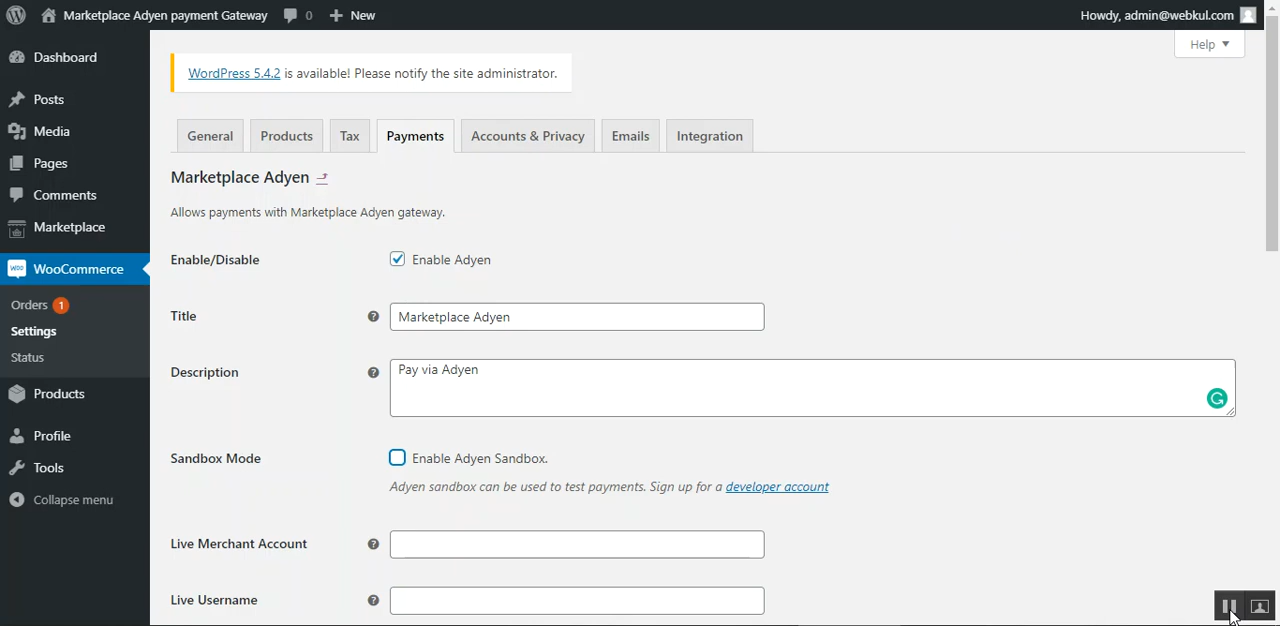 Marketplace Adyen payment Gateway 0 + New Howdy, admin@webkul.com
Help
Dashboard
Posts
Media
Pages
Comments
Marketplace
WooCommerce
Orders 1
Settings
Status
Products
Profile
Tools
Collapse menu
WordPress 5.4.2 is available! Please notify the site administrator.
General Products Tax Payments Accounts & Privacy Emails Integration
Marketplace Adyen
Allows payments with Marketplace Adyen gateway.
Enable/Disable Enable Adyen
Title Marketplace Adyen
Description Pay via Adyen
Sandbox Mode Enable Adyen Sandbox.
Adyen sandbox can be used to test payments. Sign up for a developer account
Live Merchant Account
Live Username